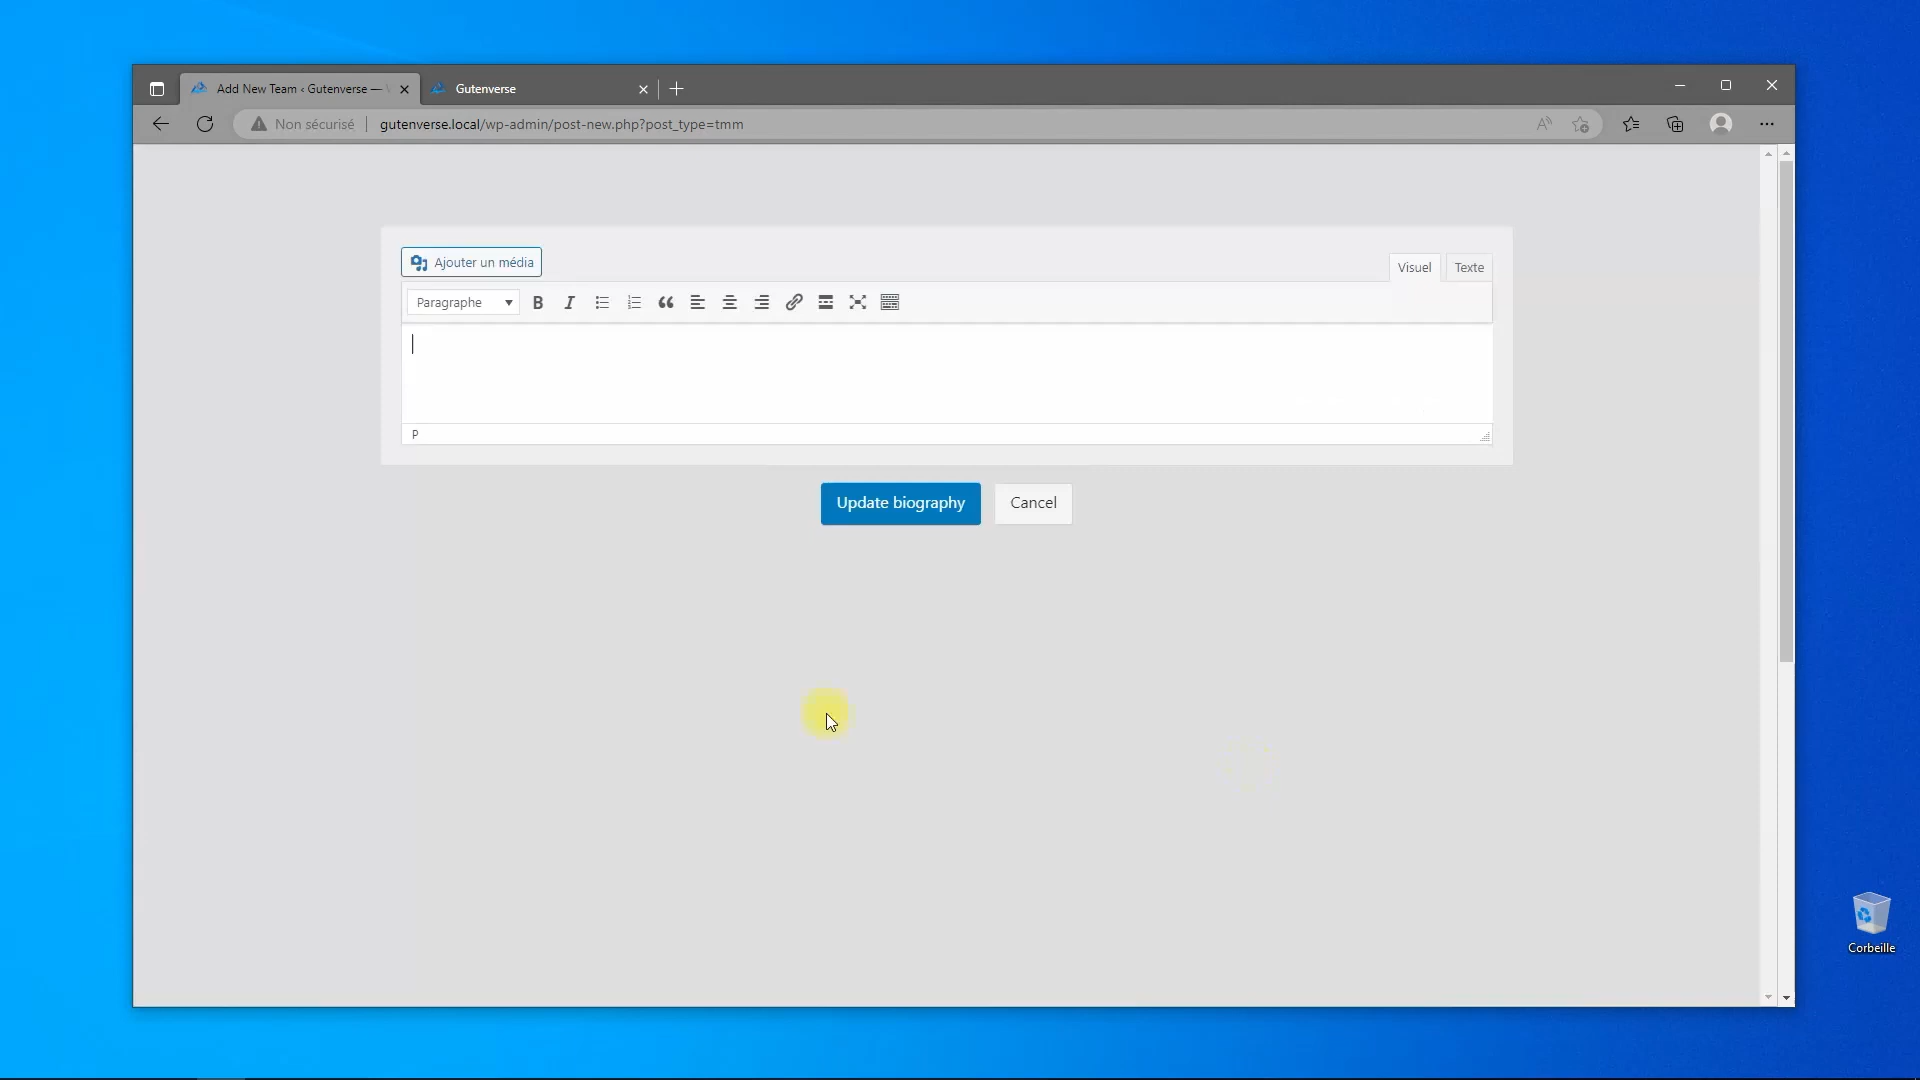 Add New Team ‹ Gutenverse —
Gutenverse
Non sécurisé
gutenverse.local/wp-admin/post-new.php?post_type=tmm
Ajouter un média
Visuel
Texte
Paragraphe
P
Update biography
Cancel
Corbeille